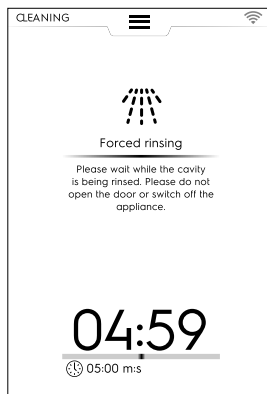 CLEANING
Forced rinsing
Please wait while the cavity
is being rinsed. Please do not
open the door or switch off the
appliance.
04:59
05:00 m:s